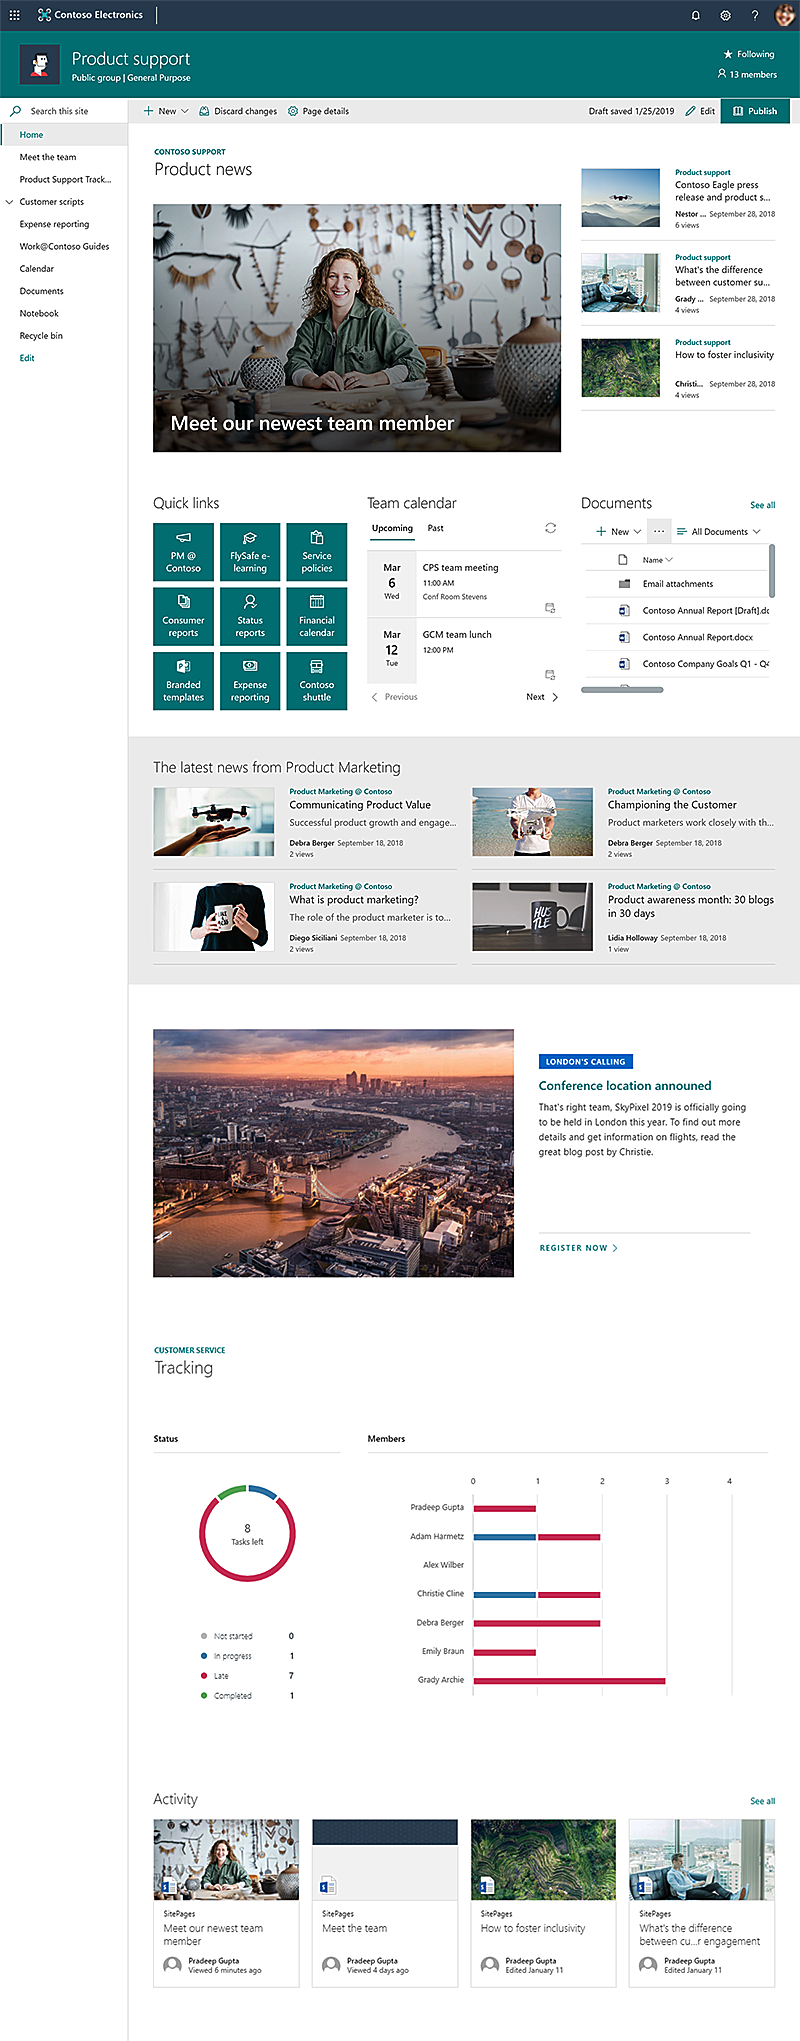 Contoso Electronics
?
Product support
Public group | General Purpose
Following
13 members
Search this site
Home
Meet the team
Product Support Track...
Customer scripts
Expense reporting
Work@Contoso Guides
Calendar
Documents
Notebook
Recycle bin
Edit
New
Discard changes
Page details
Draft saved 1/25/2019
Edit
Publish
CONTOSO SUPPORT
Product news
Meet our newest team member
Product support
Contoso Eagle press
release and product s...
Nestor ... September 28, 2018
6 views
Product support
What's the difference
between customer su...
Grady ... September 28, 2018
4 views
Product support
How to foster inclusivity
Christi... September 28, 2018
4 views
Quick links
PM @
Contoso
FlySafe e-
learning
Service
policies
Consumer
reports
Status
reports
Financial
calendar
Branded
templates
Expense
reporting
Contoso
shuttle
Team calendar
Upcoming
Past
Mar
6
Wed
CPS team meeting
11:00 AM
Conf Room Stevens
Mar
12
Tue
GCM team lunch
12:00 PM
Previous
Next
Documents
See all
New
...
All Documents
Name
Email attachments
Contoso Annual Report [Draft].dc
Contoso Annual Report.docx
Contoso Company Goals Q1 - Q4
The latest news from Product Marketing
Product Marketing @ Contoso
Communicating Product Value
Successful product growth and engage...
Debra Berger September 18, 2018
2 views
Product Marketing @ Contoso
Championing the Customer
Product marketers work closely with th...
Debra Berger September 18, 2018
2 views
Product Marketing @ Contoso
What is product marketing?
The role of the product marketer is to...
Diego Siciliani September 18, 2018
2 views
HUS
TLE
Product Marketing @ Contoso
Product awareness month: 30 blogs
in 30 days
Lidia Holloway September 18, 2018
1 view
LONDON'S CALLING
Conference location announed
That's right team, SkyPixel 2019 is officially going
to be held in London this year. To find out more
details and get information on flights, read the
great blog post by Christie.
REGISTER NOW
CUSTOMER SERVICE
Tracking
Status
8
Tasks left
Not started 0
In progress 1
Late 7
Completed 1
Members
0 1 2 3 4
Pradeep Gupta
Adam Harmetz
Alex Wilber
Christie Cline
Debra Berger
Emily Braun
Grady Archie
Activity
See all
SitePages
Meet our newest team
member
Pradeep Gupta
Viewed 6 minutes ago
SitePages
Meet the team
Pradeep Gupta
Viewed 4 days ago
SitePages
How to foster inclusivity
Pradeep Gupta
Edited January 11
SitePages
What's the difference
between cu...r engagement
Pradeep Gupta
Edited January 11